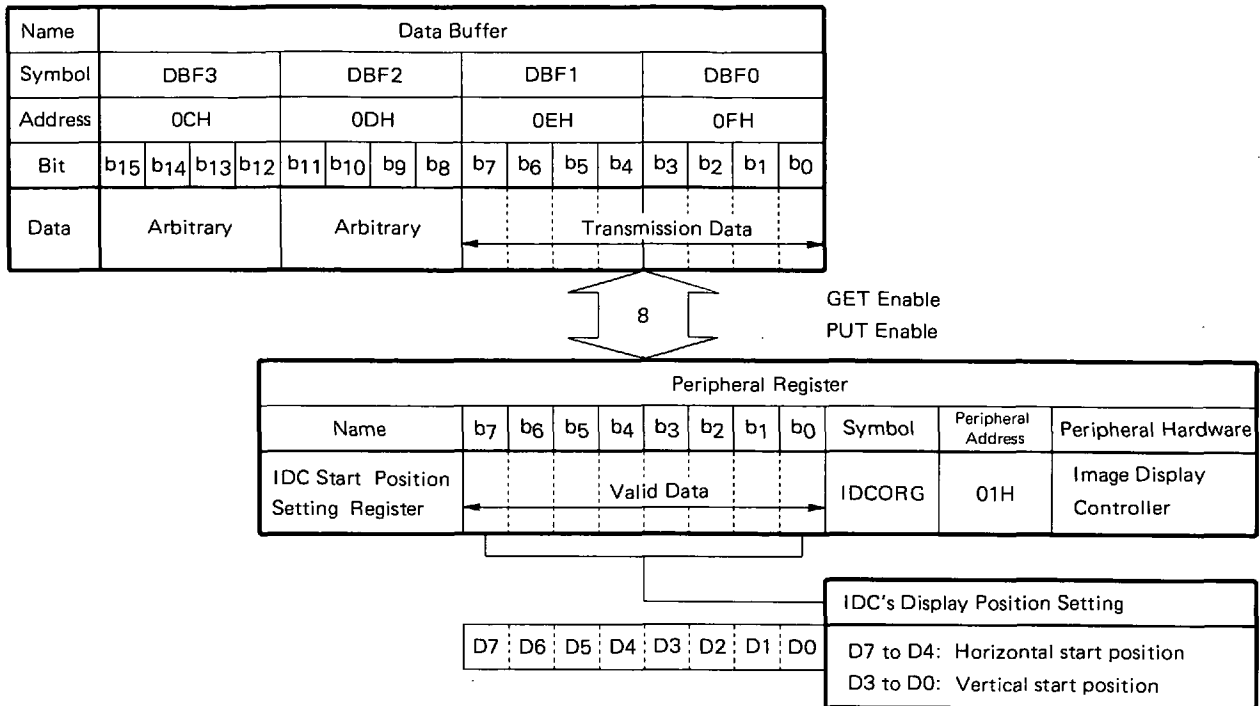 Name Data Buffer
Symbol DBF3 DBF2 DBF1 DBF0
Address 0CH 0DH 0EH 0FH
Bit b15 b14 b13 b12 b11 b10 b9 b8 b7 b6 b5 b4 b3 b2 b1 b0
Data Arbitrary Arbitrary Transmission Data
8
GET Enable
PUT Enable
Peripheral Register
Name b7 b6 b5 b4 b3 b2 b1 b0 Symbol Peripheral Address Peripheral Hardware
IDC Start Position
Setting Register
Valid Data
IDCORG
01H
Image Display
Controller
IDC's Display Position Setting
D7 D6 D5 D4 D3 D2 D1 D0
D7 to D4: Horizontal start position
D3 to D0: Vertical start position